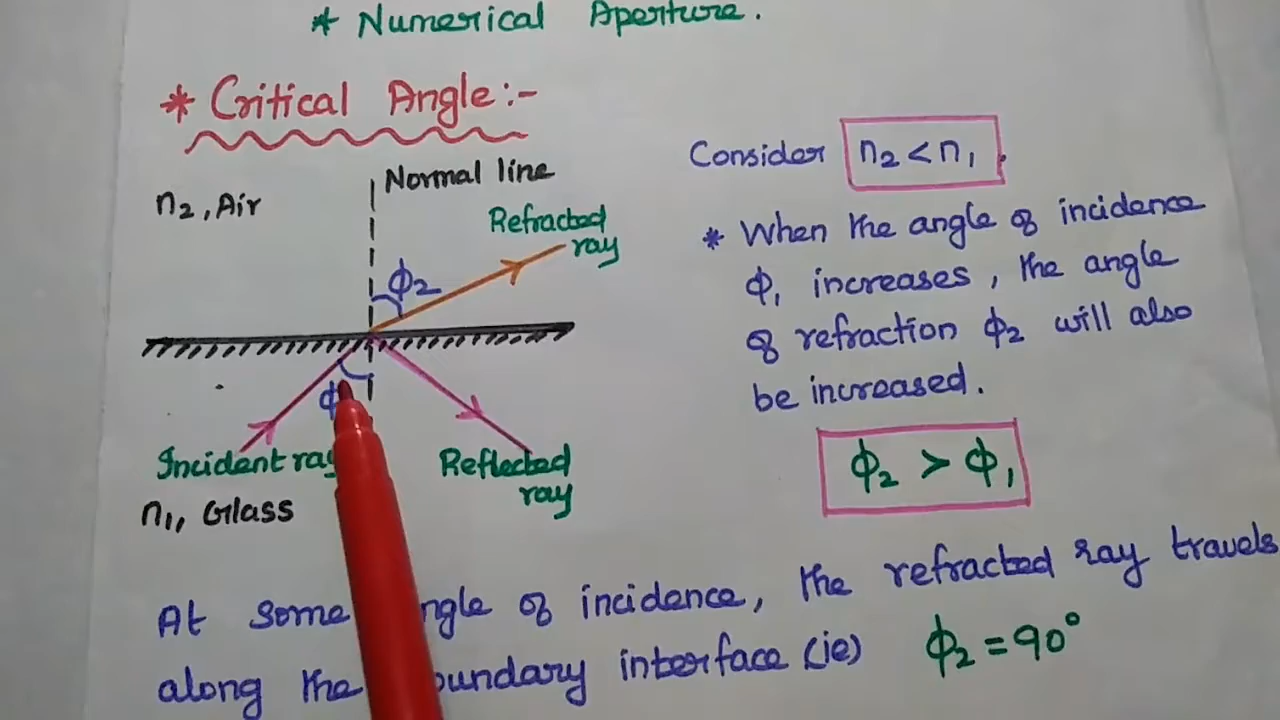 * Numerical Aperture.
* Critical Angle:-
Normal line
n2, Air
Refracted
ray
ϕ2
ϕ
Incident ray
n1, Glass
Reflected
ray
Consider n2 < n1.
* When the angle of incidence
ϕ1 increases, the angle
of refraction ϕ2 will also
be increased.
ϕ2 > ϕ1
At some ngle of incidence, the refracted ray travels
along the oundary interface (ie) ϕ2 = 90°